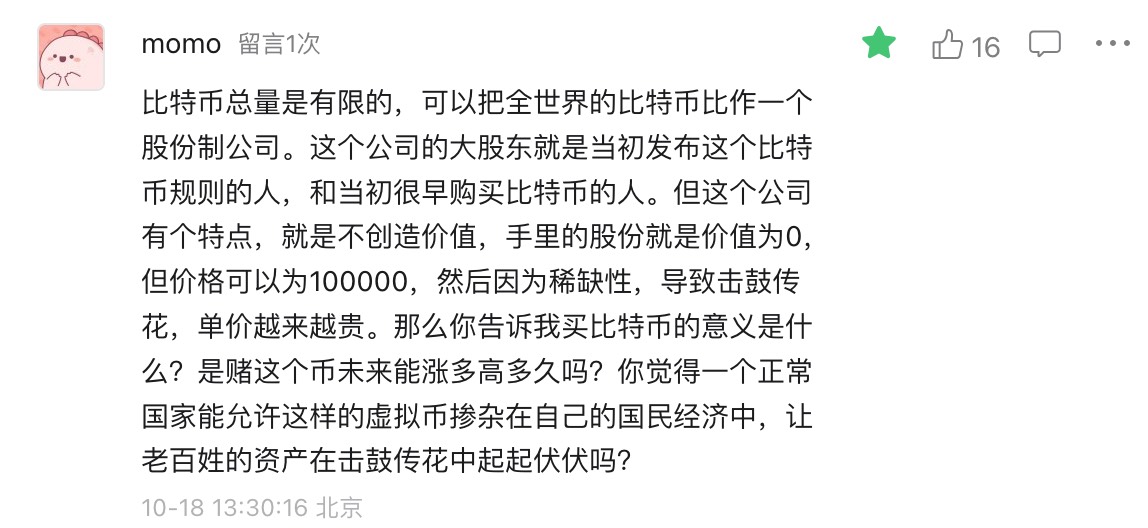 momo 留言1次 16
比特币总量是有限的，可以把全世界的比特币比作一个
股份制公司。这个公司的大股东就是当初发布这个比特
币规则的人，和当初很早购买比特币的人。但这个公司
有个特点，就是不创造价值，手里的股份就是价值为0，
但价格可以为100000，然后因为稀缺性，导致击鼓传
花，单价越来越贵。那么你告诉我买比特币的意义是什
么？是赌这个币未来能涨多高多久吗？你觉得一个正常
国家能允许这样的虚拟币掺杂在自己的国民经济中，让
老百姓的资产在击鼓传花中起起伏伏吗？
10-18 13:30:16 北京